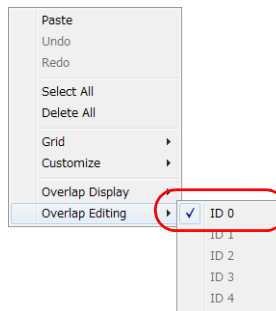 Paste
Undo
Redo
Select All
Delete All
Grid
Customize
Overlap Display
Overlap Editing
ID 0
ID 1
ID 2
ID 3
ID 4